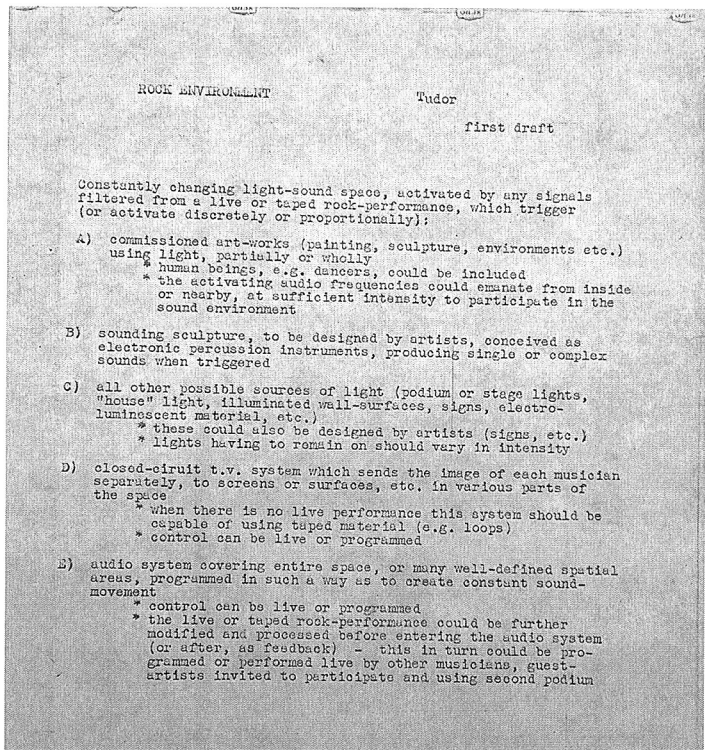 ROCK ENVIRONMENT
Tudor
first draft
Constantly changing light-sound space, activated by any signals
filtered from a live or taped rock-performance, which trigger
(or activate discretely or proportionally):
A) commissioned art-works (painting, sculpture, environments etc.)
using light, partially or wholly
* human beings, e.g. dancers, could be included
* the activating audio frequencies could emanate from inside
or nearby, at sufficient intensity to participate in the
sound environment
B) sounding sculpture, to be designed by artists, conceived as
electronic percussion instruments, producing single or complex
sounds when triggered
C) all other possible sources of light (podium or stage lights,
"house" light, illuminated wall-surfaces, signs, electro-
luminescent material, etc.)
* these could also be designed by artists (signs, etc.)
* lights having to remain on should vary in intensity
D) closed-ciruit t.v. system which sends the image of each musician
separately, to screens or surfaces, etc. in various parts of
the space
* when there is no live performance this system should be
capable of using taped material (e.g. loops)
* control can be live or programmed
E) audio system covering entire space, or many well-defined spatial
areas, programmed in such a way as to create constant sound-
movement
* control can be live or programmed
* the live or taped rock-performance could be further
modified and processed before entering the audio system
(or after, as feedback) - this in turn could be pro-
grammed or performed live by other musicians, guest-
artists invited to participate and using second podium